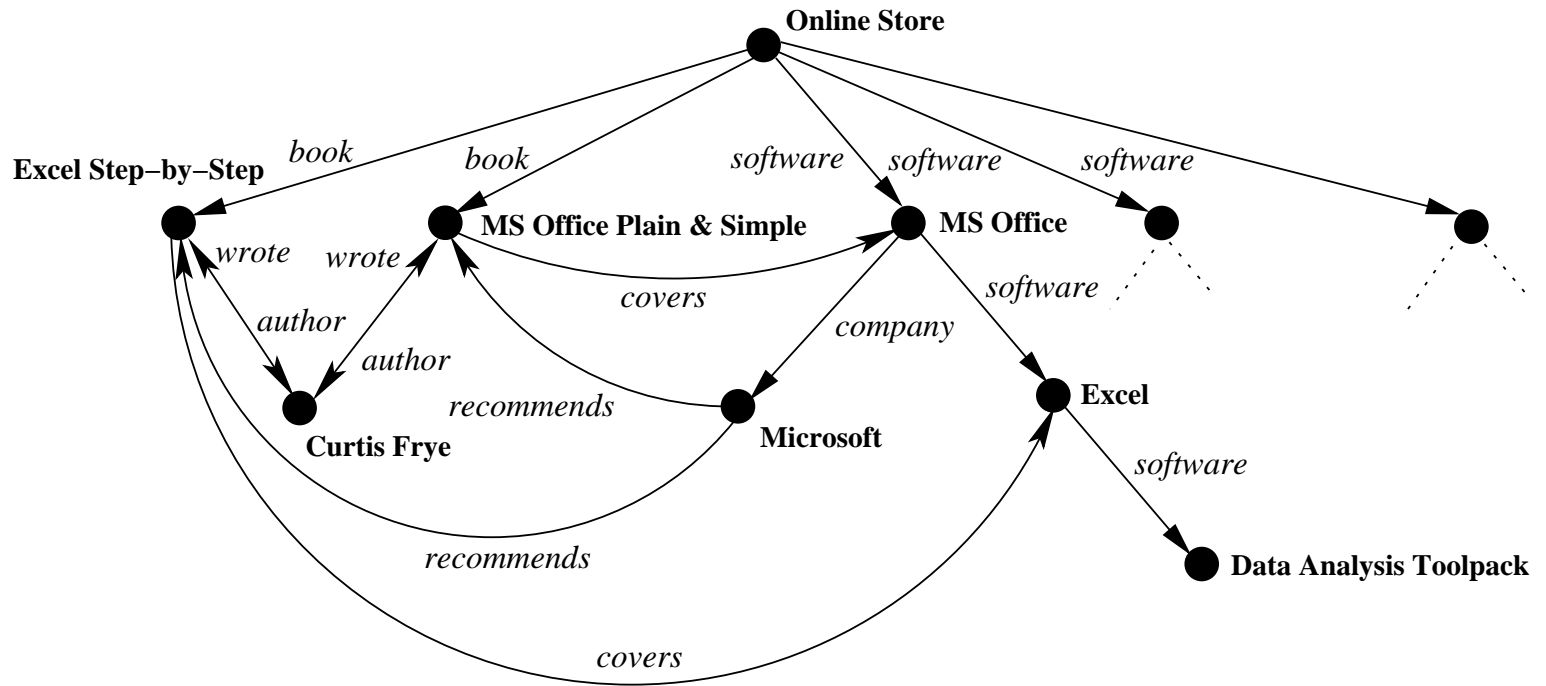 Online Store
book
book
software
software
software
Excel Step−by−Step
MS Office Plain & Simple
MS Office
wrote
wrote
covers
software
author
author
company
recommends
Excel
Curtis Frye
Microsoft
software
recommends
Data Analysis Toolpack
covers